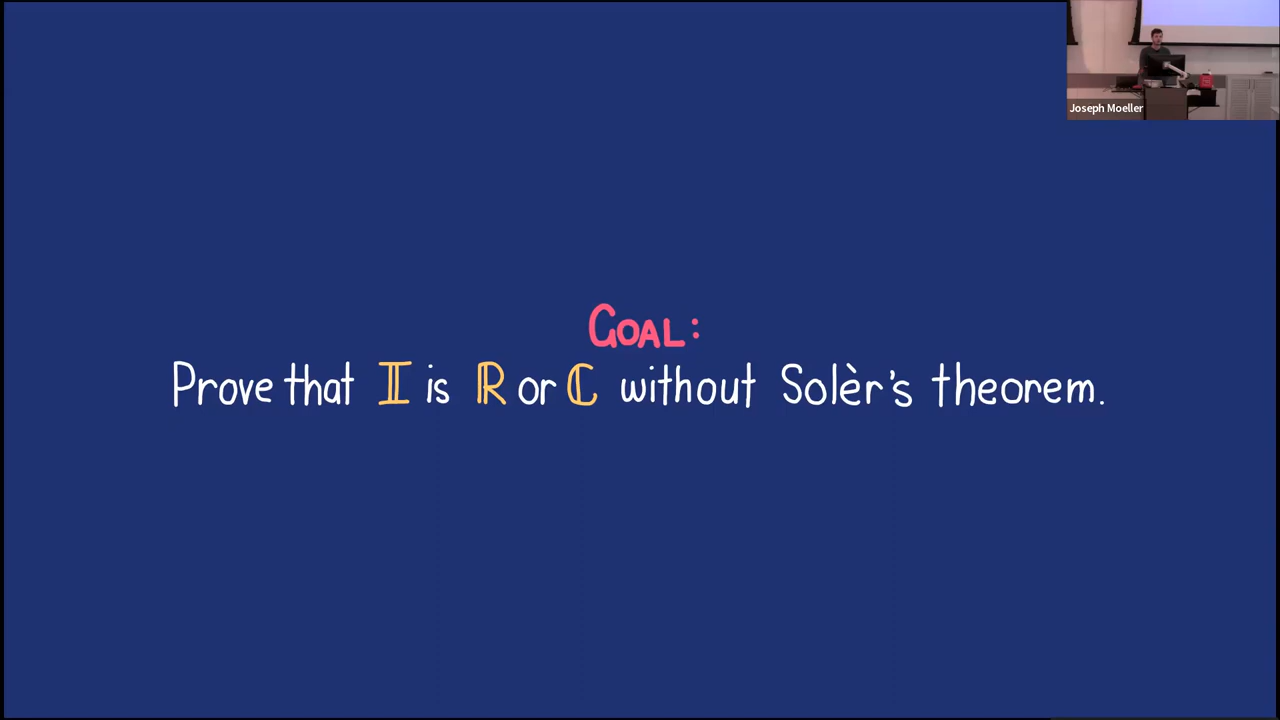 Joseph Moeller
GOAL:
Prove that 𝕀 is ℝ or ℂ without Solèr's theorem.